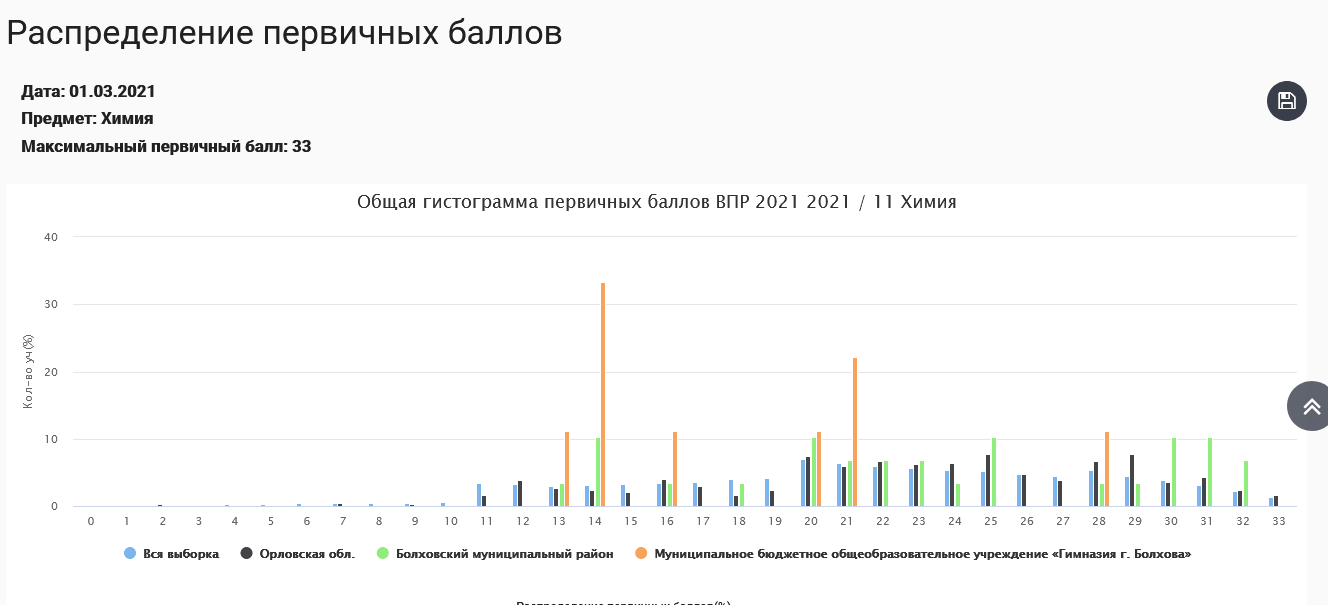 Распределение первичных баллов
Дата: 01.03.2021
Предмет: Химия
Максимальный первичный балл: 33
Общая гистограмма первичных баллов ВПР 2021 2021 / 11 Химия
40
30
20
10
0
Кол-во уч(%)
0 1 2 3 4 5 6 7 8 9 10 11 12 13 14 15 16 17 18 19 20 21 22 23 24 25 26 27 28 29 30 31 32 33
Вся выборка Орловская обл. Болховский муниципальный район Муниципальное бюджетное общеобразовательное учреждение «Гимназия г. Болхова»
Распределение первичных баллов(%)